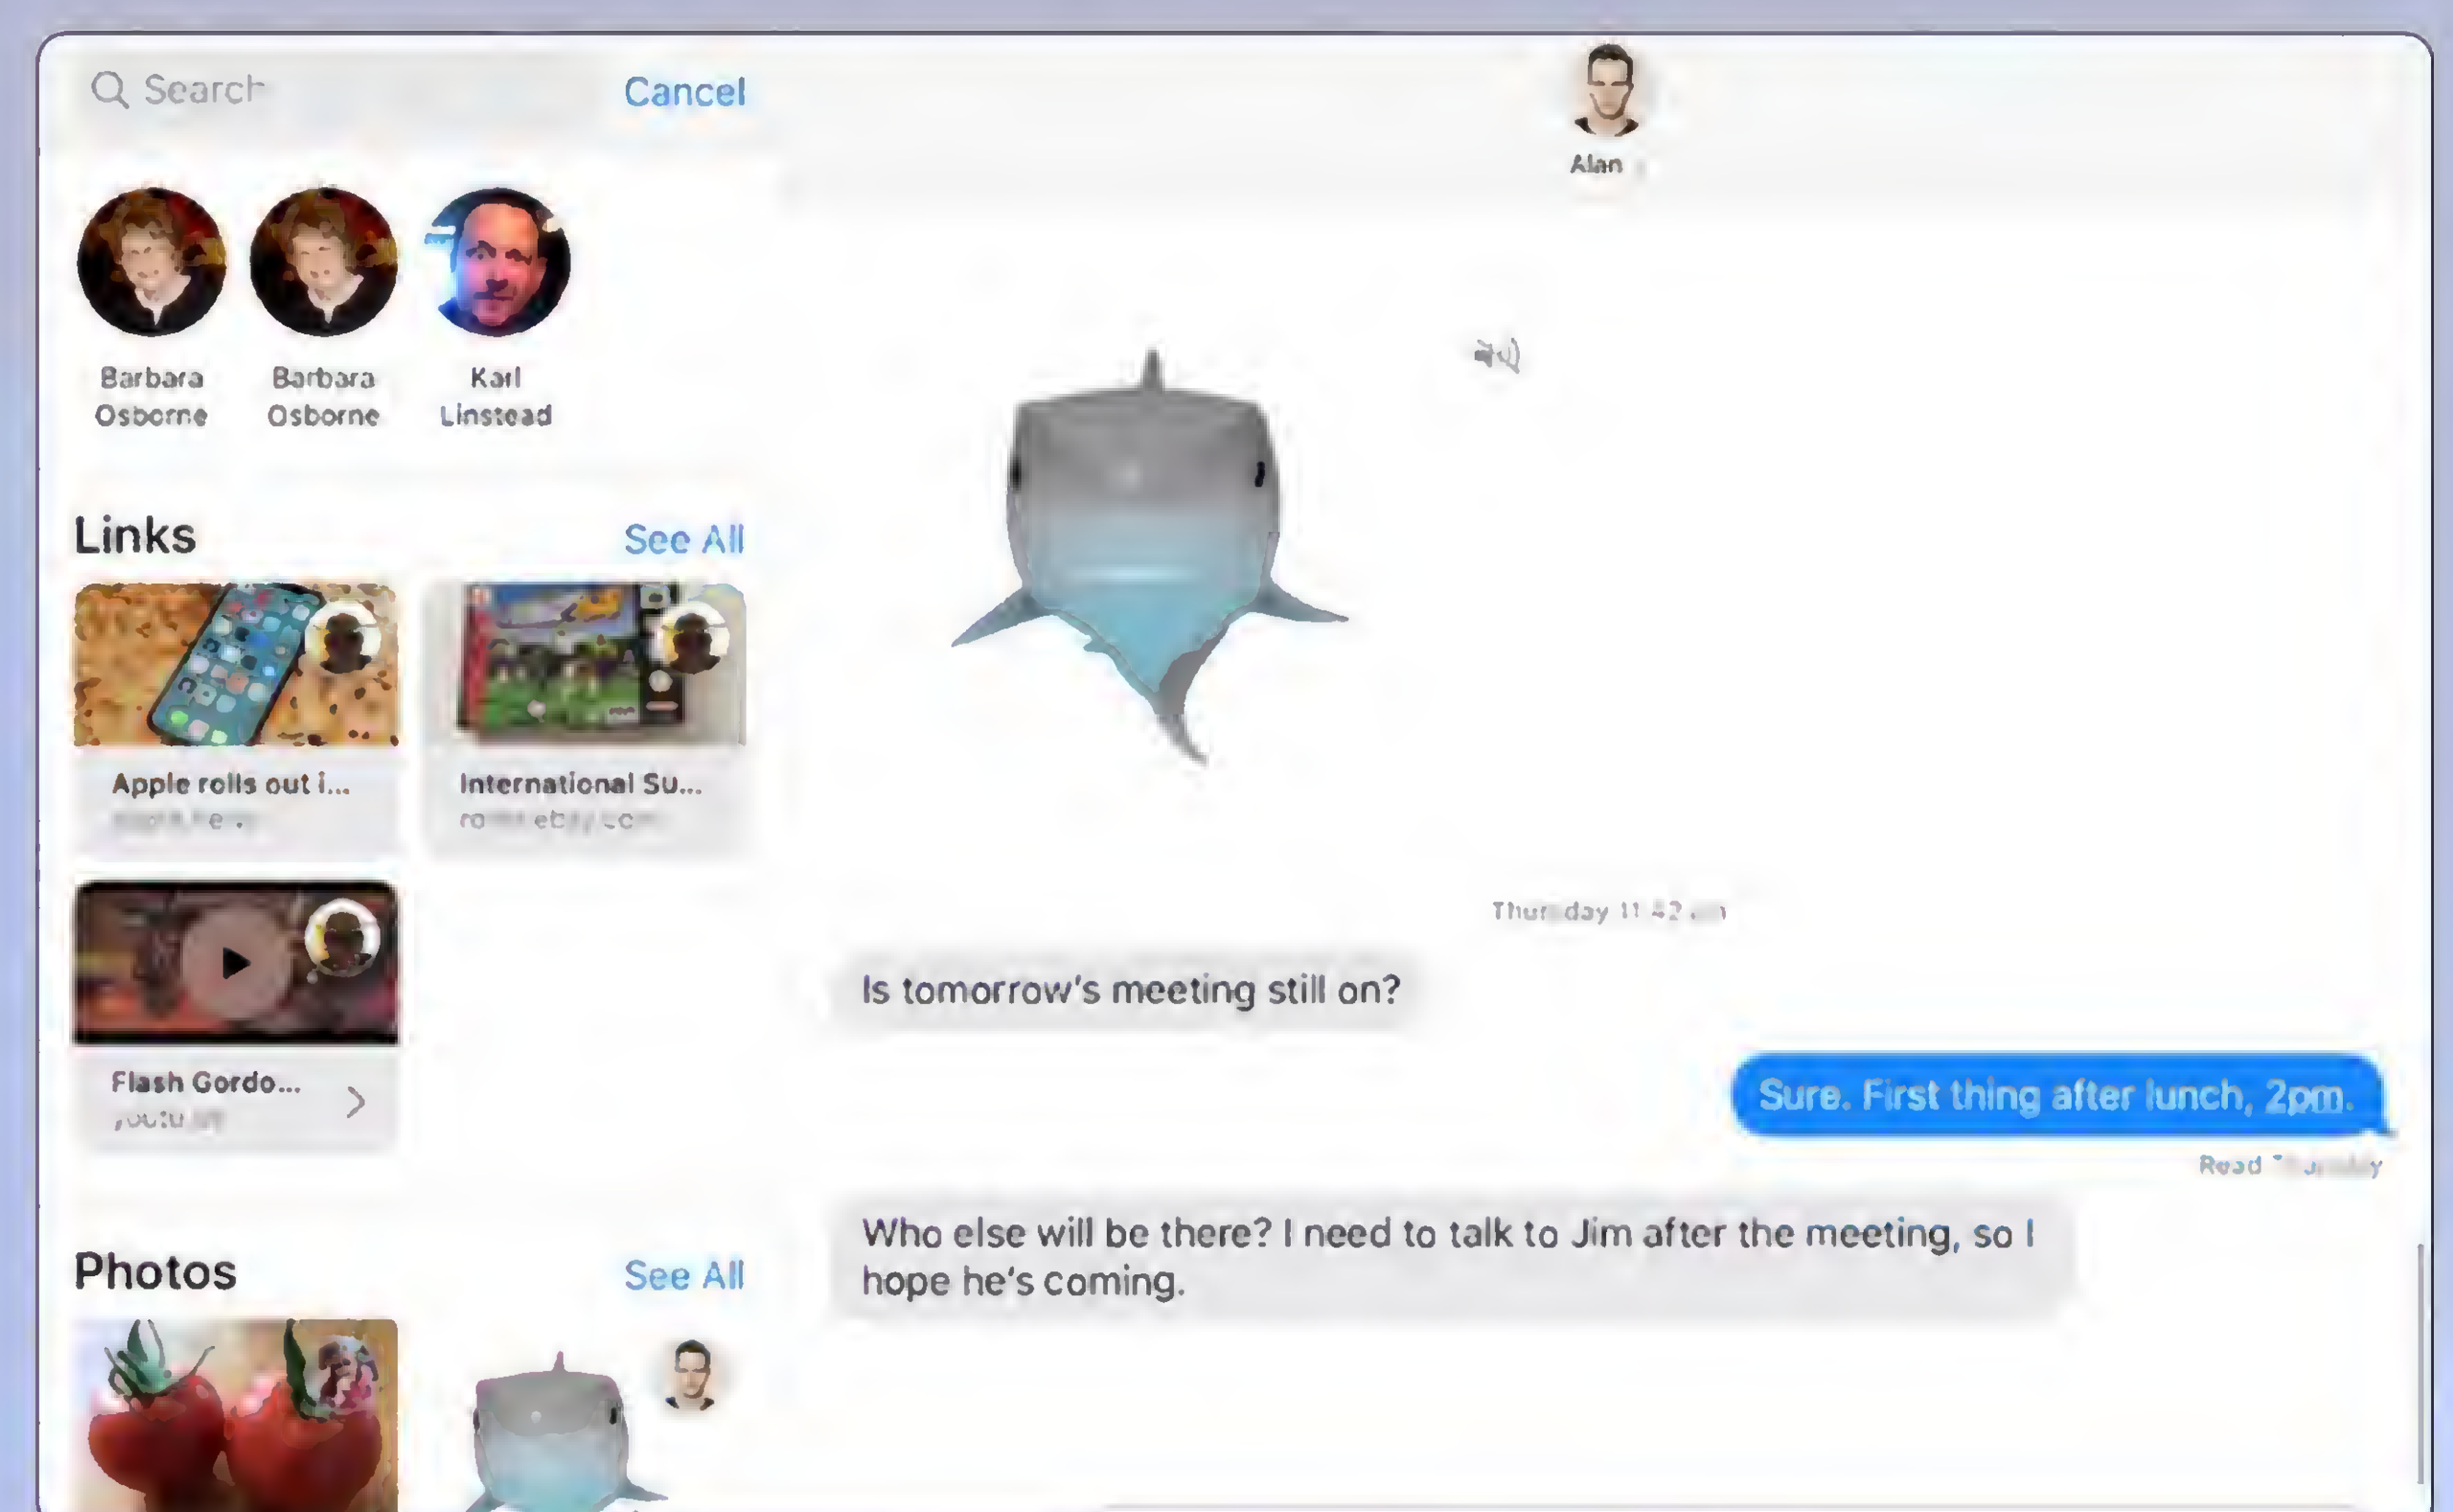 Search
Cancel
Barbara
Osborne
Barbara
Osborne
Karl
Linstead
Links
See All
Apple rolls out i...
International Su...
Flash Gordo...
Photos
See All
Alan
Thursday 11
Is tomorrow's meeting still on?
Sure. First thing after lunch, 2pm.
Read
Who else will be there? I need to talk to Jim after the meeting, so I
hope he's coming.